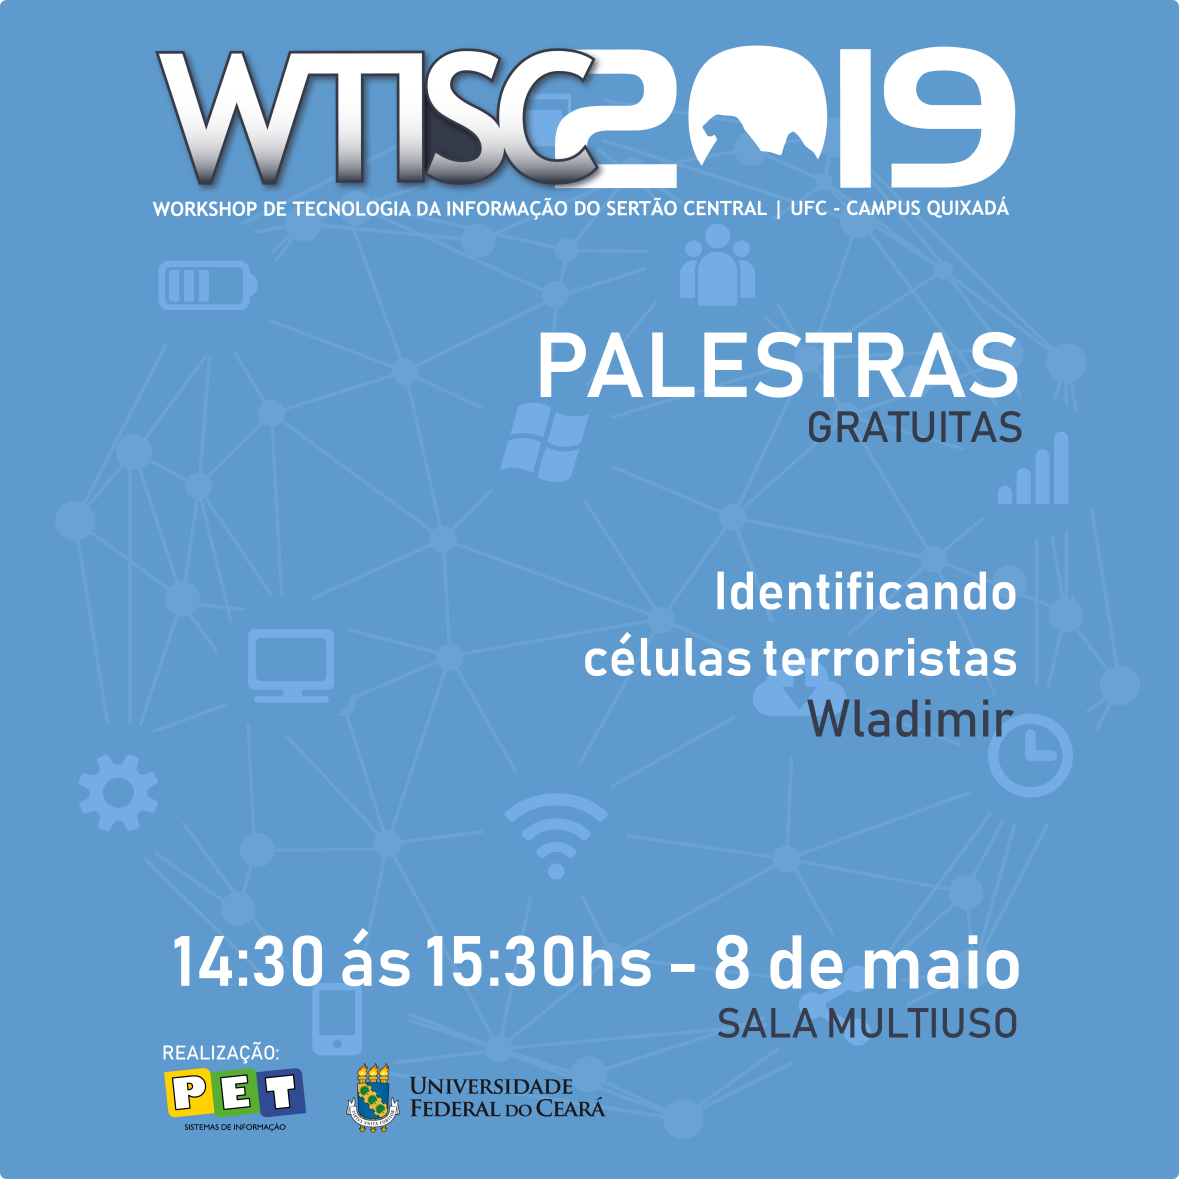 WTISC2019
WORKSHOP DE TECNOLOGIA DA INFORMAÇÃO DO SERTÃO CENTRAL | UFC - CAMPUS QUIXADÁ
PALESTRAS
GRATUITAS
Identificando
células terroristas
Wladimir
14:30 ás 15:30hs - 8 de maio
SALA MULTIUSO
REALIZAÇÃO:
PET
SISTEMAS DE INFORMAÇÃO
UNIVERSIDADE
FEDERAL DO CEARÁ